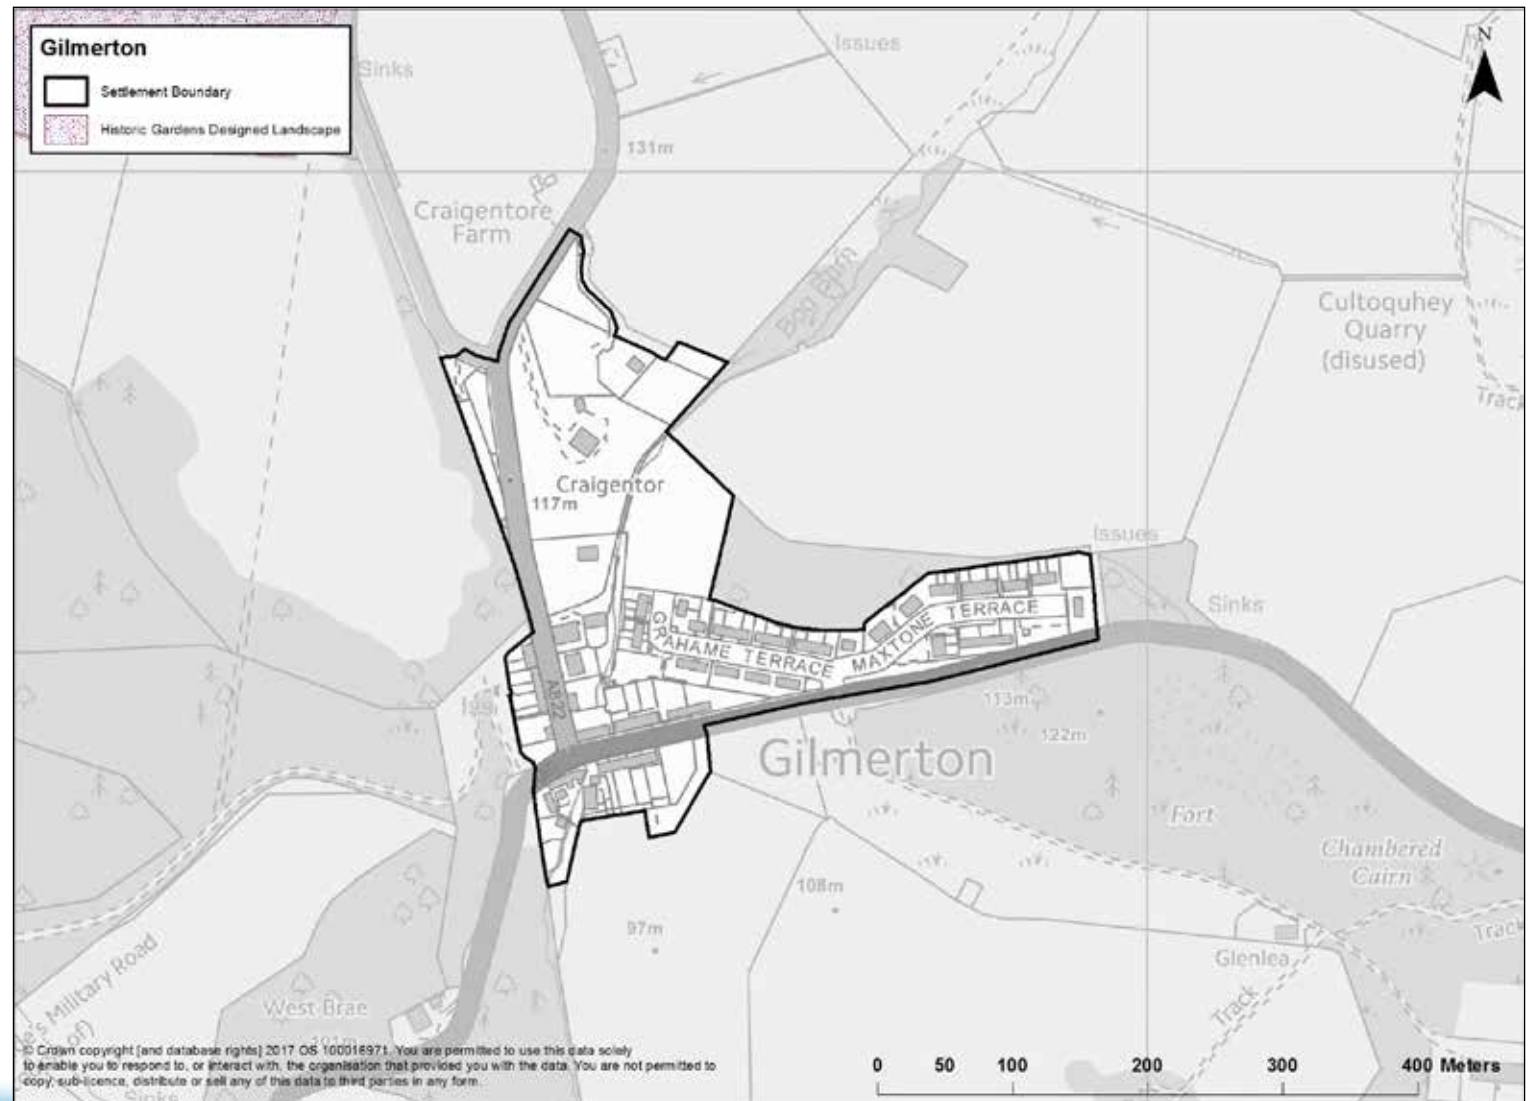 Gilmerton
Settlement Boundary
Historic Gardens Designed Landscape
Sinks
Issues
N
131m
Craigentore
Farm
Bog Burn
Cultoquhey
Quarry
(disused)
Track
Craigentor
117m
Issues
Sinks
GRAHAME TERRACE
MAXTONE TERRACE
A822
113m
122m
Gilmerton
Fort
Chambered
Cairn
108m
97m
Glenlea
Track
Track
Military Road
of)
West Brae
101m
© Crown copyright [and database rights] 2017 OS 100016971. You are permitted to use this data solely
to enable you to respond to, or interact with, the organisation that provided you with the data. You are not permitted to
copy, sub-licence, distribute or sell any of this data to third parties in any form.
Sinks
0 50 100 200 300 400 Meters